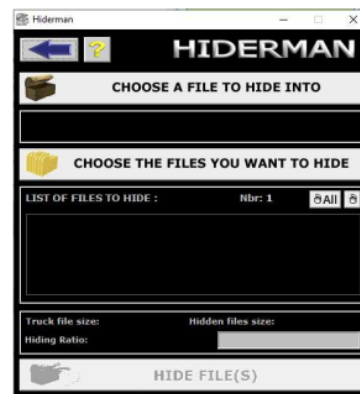 Hiderman
HIDERMAN
CHOOSE A FILE TO HIDE INTO
CHOOSE THE FILES YOU WANT TO HIDE
LIST OF FILES TO HIDE : Nbr: 1 All
Truck file size: Hidden files size:
Hiding Ratio:
HIDE FILE(S)